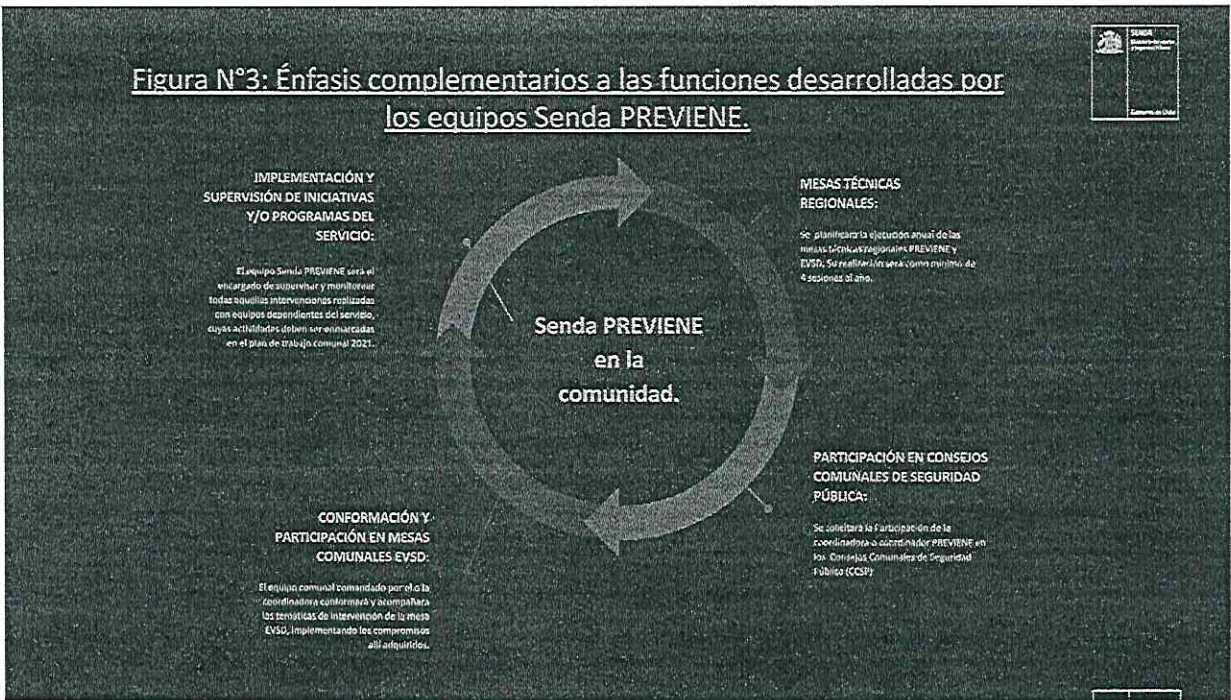 Figura N°3: Énfasis complementarios a las funciones desarrolladas por
los equipos Senda PREVIENE.
SENDA
Gobierno de Chile
IMPLEMENTACIÓN Y
SUPERVISIÓN DE INICIATIVAS
Y/O PROGRAMAS DEL
SERVICIO:
El equipo Senda PREVIENE será el
encargado de supervisar y monitorear
todas aquellas intervenciones realizadas
con equipos dependientes del servicio,
cuyas actividades deben ser enmarcadas
en el plan de trabajo comunal 2021.
MESAS TÉCNICAS
REGIONALES:
Se planificara la ejecución anual de las
mesas técnicas regionales PREVIENE y
EVSD. Su realización será como mínimo de
4 sesiones al año.
Senda PREVIENE
en la
comunidad.
PARTICIPACIÓN EN CONSEJOS
COMUNALES DE SEGURIDAD
PÚBLICA:
Se solicitará la Participación de la
coordinadora o coordinador PREVIENE en
los Consejos Comunales de Seguridad
Pública (CCSP)
CONFORMACIÓN Y
PARTICIPACIÓN EN MESAS
COMUNALES EVSD:
El equipo comunal comandado por el o la
coordinadora conformará y acompañara
las temáticas de intervención de la mesa
EVSD, implementando los compromisos
allí adquiridos.